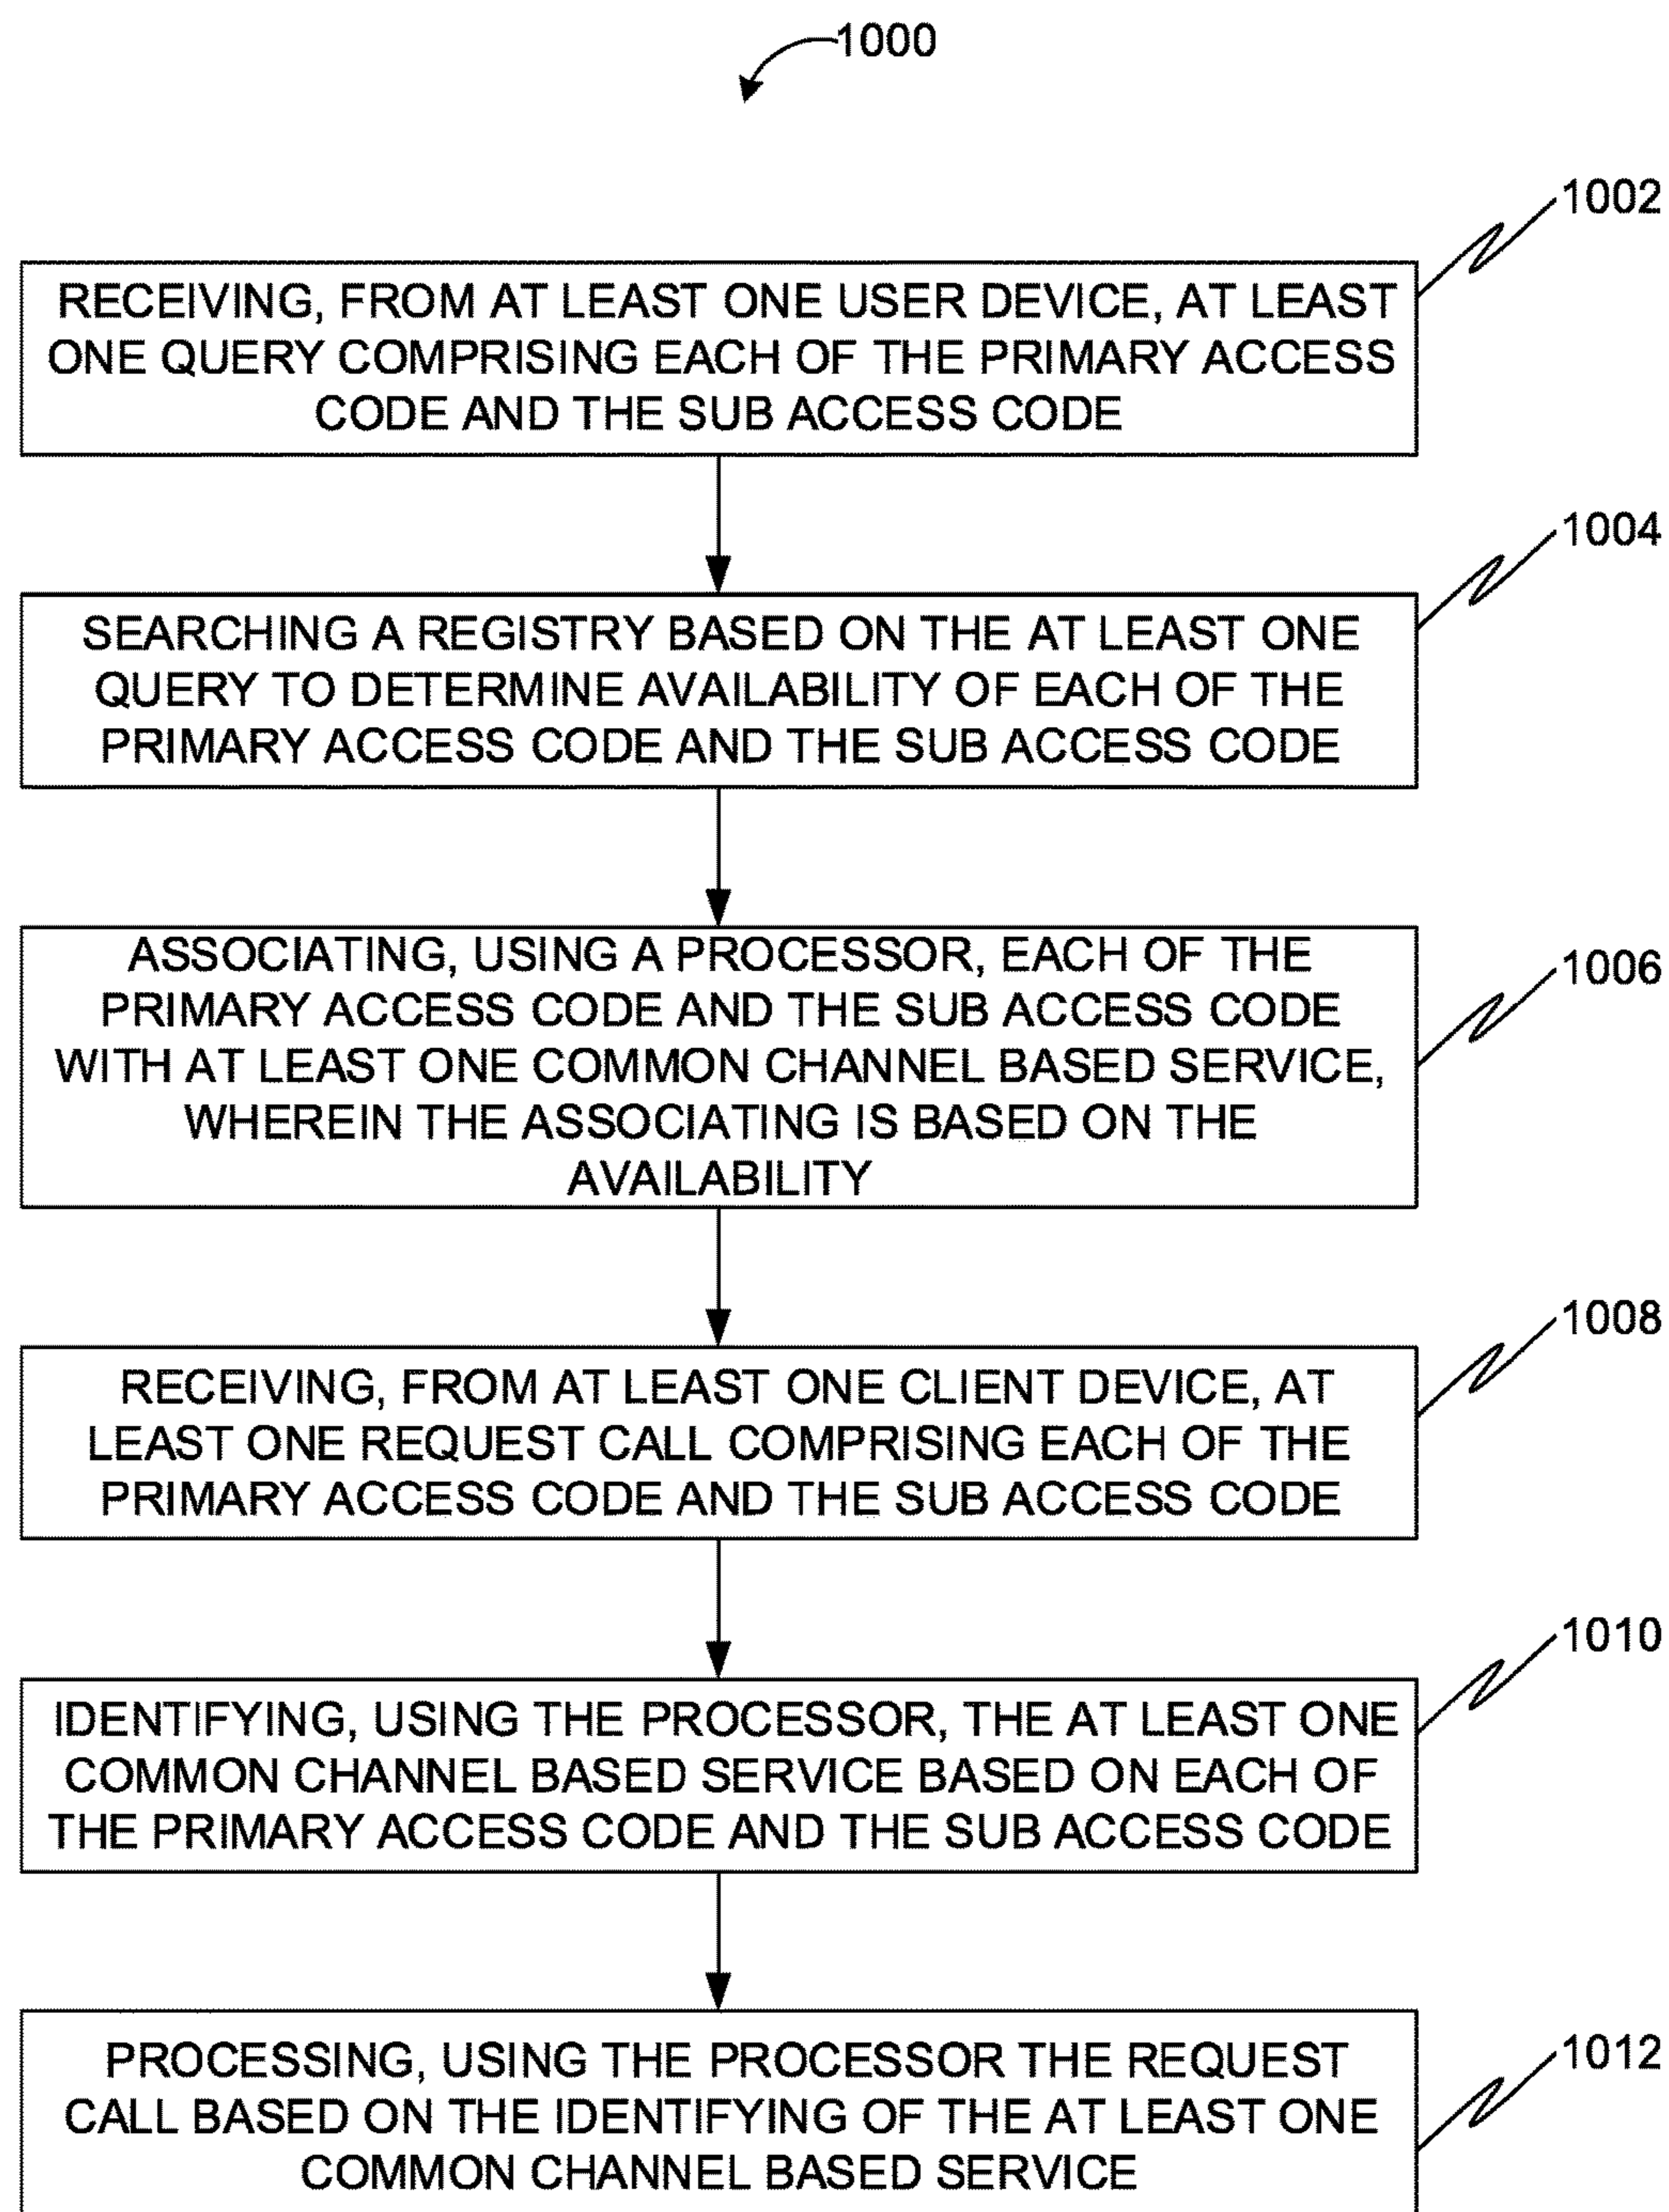 1000
1002
RECEIVING, FROM AT LEAST ONE USER DEVICE, AT LEAST
ONE QUERY COMPRISING EACH OF THE PRIMARY ACCESS
CODE AND THE SUB ACCESS CODE
1004
SEARCHING A REGISTRY BASED ON THE AT LEAST ONE
QUERY TO DETERMINE AVAILABILITY OF EACH OF THE
PRIMARY ACCESS CODE AND THE SUB ACCESS CODE
1006
ASSOCIATING, USING A PROCESSOR, EACH OF THE
PRIMARY ACCESS CODE AND THE SUB ACCESS CODE
WITH AT LEAST ONE COMMON CHANNEL BASED SERVICE,
WHEREIN THE ASSOCIATING IS BASED ON THE
AVAILABILITY
1008
RECEIVING, FROM AT LEAST ONE CLIENT DEVICE, AT
LEAST ONE REQUEST CALL COMPRISING EACH OF THE
PRIMARY ACCESS CODE AND THE SUB ACCESS CODE
1010
IDENTIFYING, USING THE PROCESSOR, THE AT LEAST ONE
COMMON CHANNEL BASED SERVICE BASED ON EACH OF
THE PRIMARY ACCESS CODE AND THE SUB ACCESS CODE
1012
PROCESSING, USING THE PROCESSOR THE REQUEST
CALL BASED ON THE IDENTIFYING OF THE AT LEAST ONE
COMMON CHANNEL BASED SERVICE